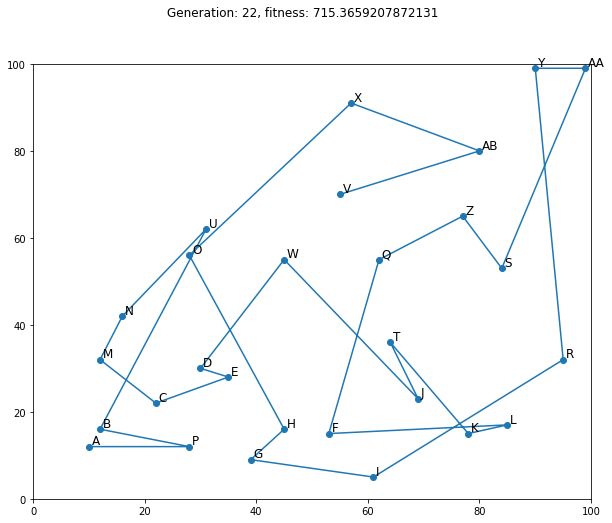 Generation: 22, fitness: 715.3659207872131
100
Y
AA
X
80
AB
V
Z
U
60
O
W
Q
S
N
40
T
M
R
D
E
C
J
20
B
H
L
F
K
A
P
G
I
0
0 20 40 60 80 100